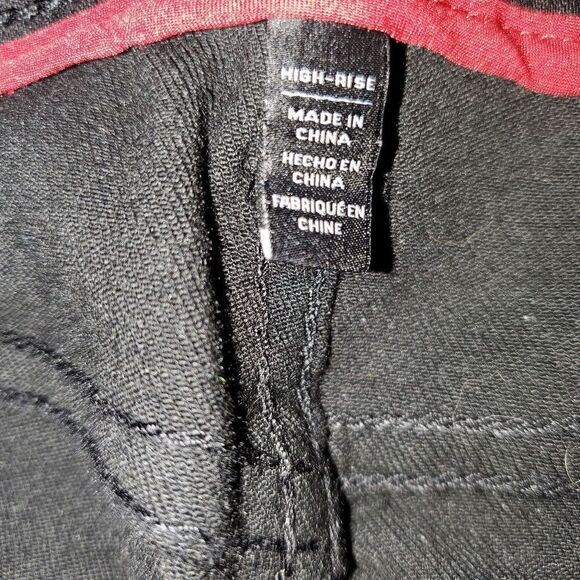 HIGH-RISE
MADE IN
CHINA
HECHO EN
CHINA
FABRIQUÉ EN
CHINE